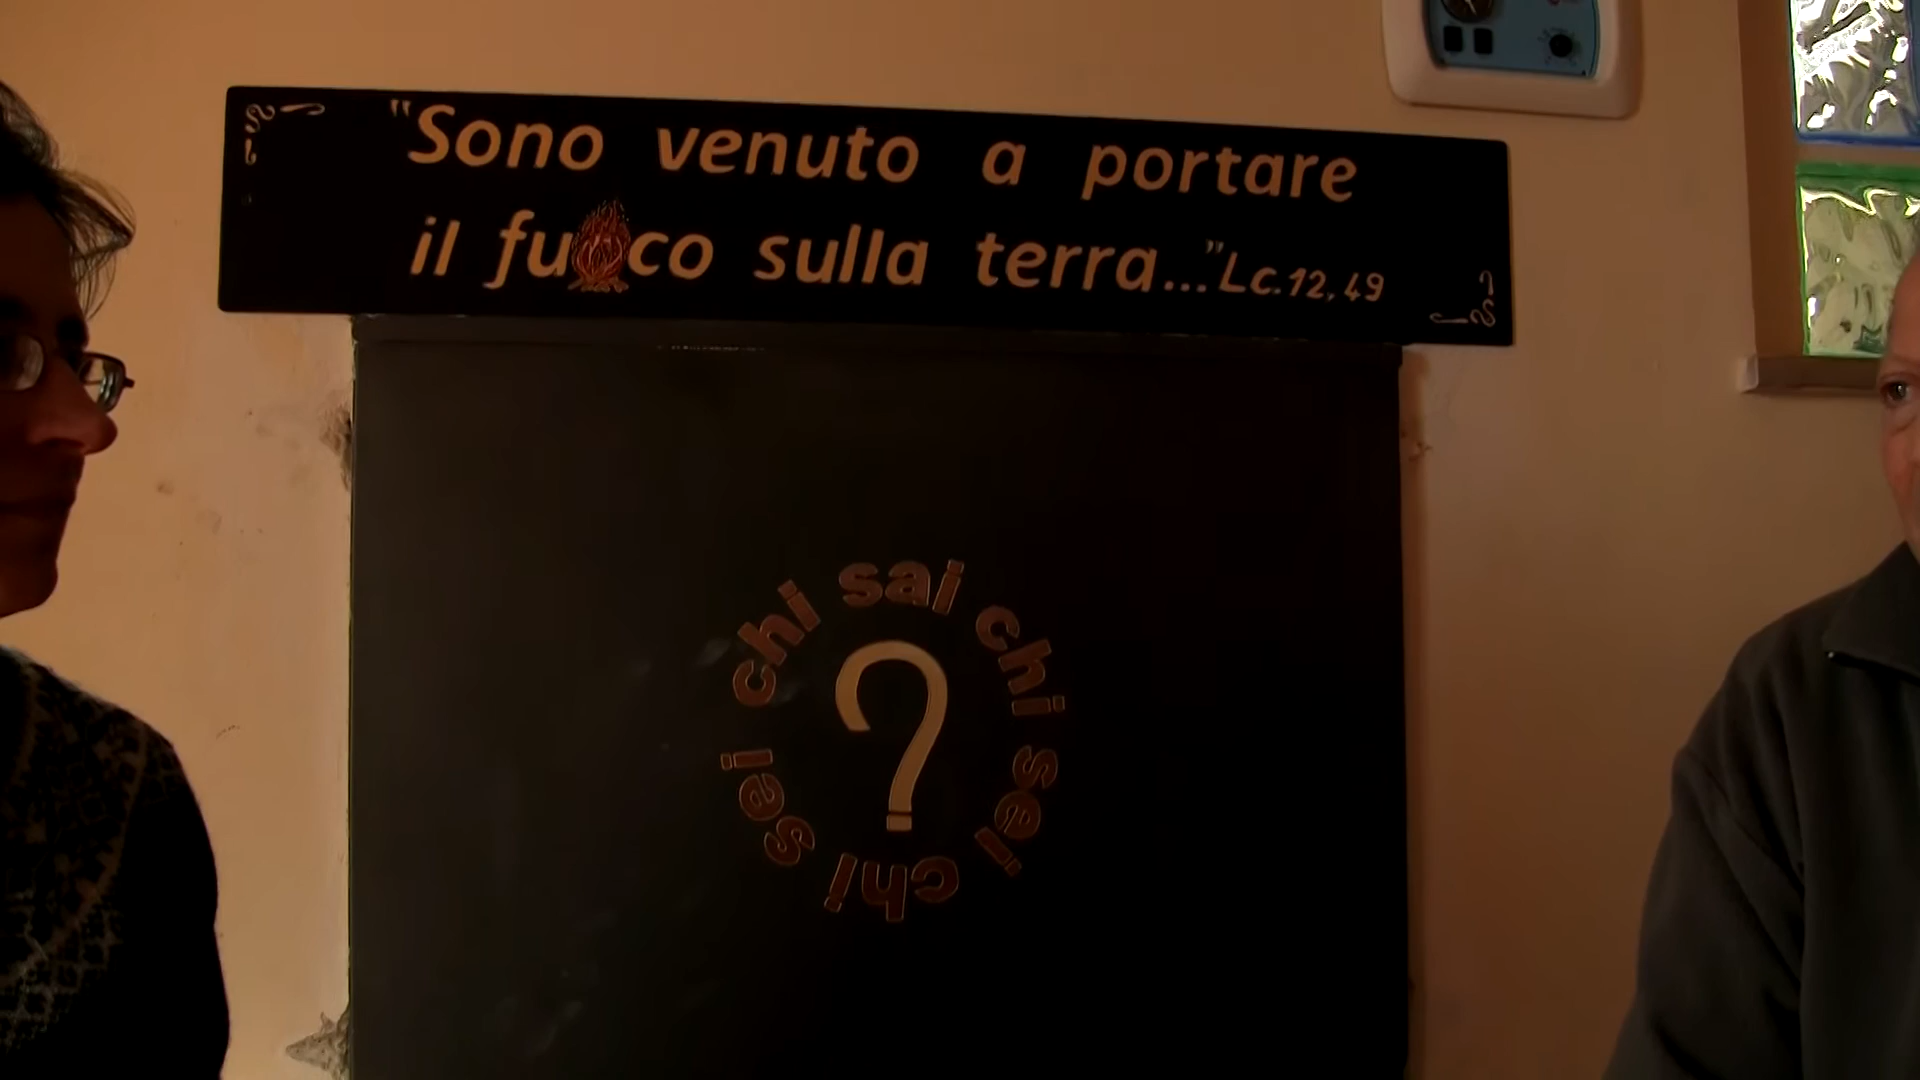 "Sono venuto a portare
il fuoco sulla terra..." Lc. 12, 49
chi sai chi sei chi sei
?